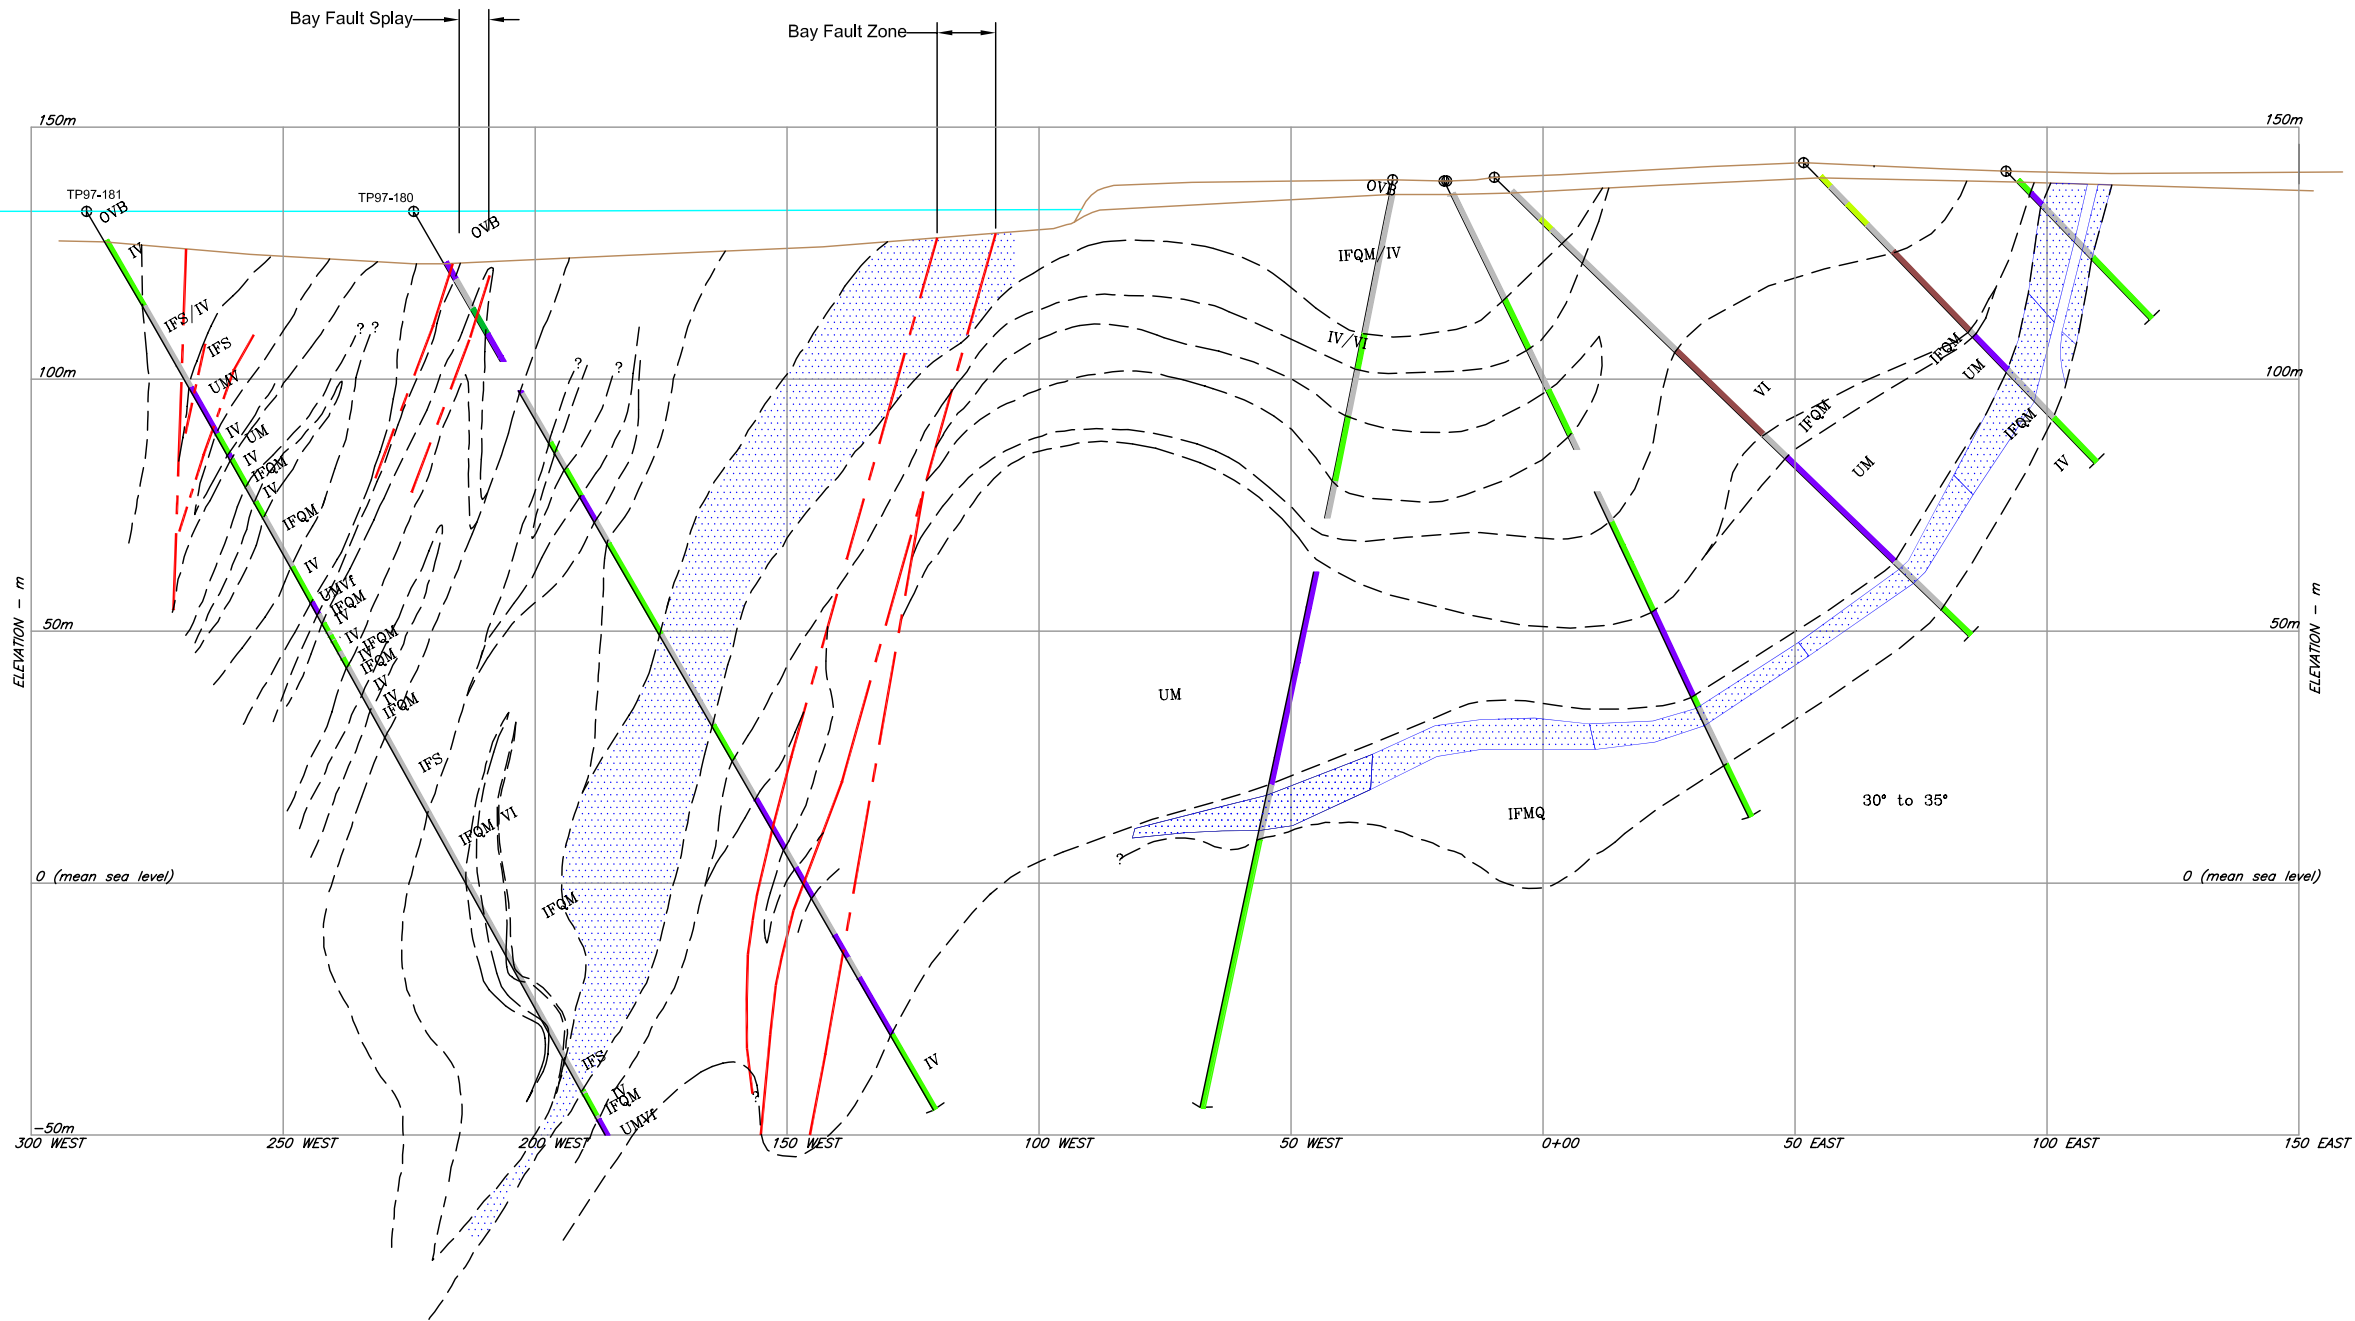 Bay Fault Splay
Bay Fault Zone
150m
150m
TP97-181
TP97-180
OVB
OVB
OVB
IV
IFQM/IV
IFS/IV
IV/VI
IFS
100m
100m
IFQM
UMV
UM
VI
IFQM
IFQM
IV
UM
IV
IFQM
IV
UM
IV
IFQM
IV
UMVf
IFQM
IV
50m
50m
IV
IFQM
IV
IFQM
IV
IV
IFQM
ELEVATION - m
ELEVATION - m
UM
IFS
30° to 35°
IFQM/VI
IFMQ
? ?
?
?
?
0 (mean sea level)
0 (mean sea level)
IFQM
IFS
IV
IV
IFQM
?
UMVf
-50m
300 WEST
250 WEST
200 WEST
150 WEST
100 WEST
50 WEST
0+00
50 EAST
100 EAST
150 EAST